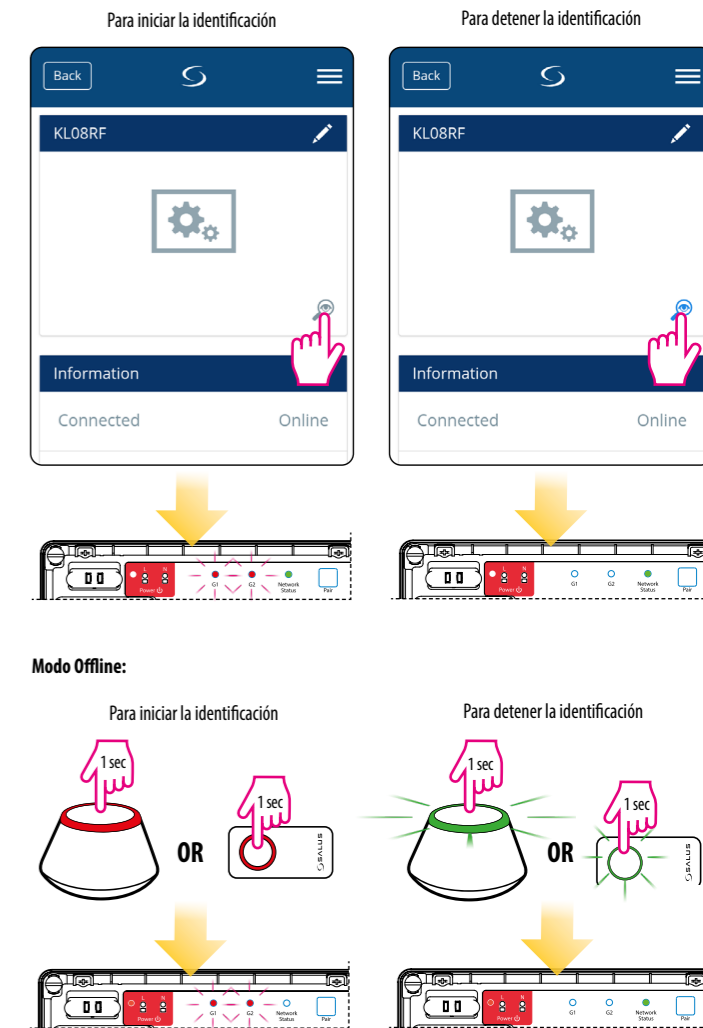 Para iniciar la identificación
Para detener la identificación
Back
KL08RF
Information
Connected Online
Back
KL08RF
Information
Connected Online
L N
Power
G1 G2 Network Status Pair
L N
Power
G1 G2 Network Status Pair
Modo Offline:
Para iniciar la identificación
Para detener la identificación
1 sec
OR
1 sec
SALUS
1 sec
OR
1 sec
SALUS
L N
Power
G1 G2 Network Status Pair
L N
Power
G1 G2 Network Status Pair